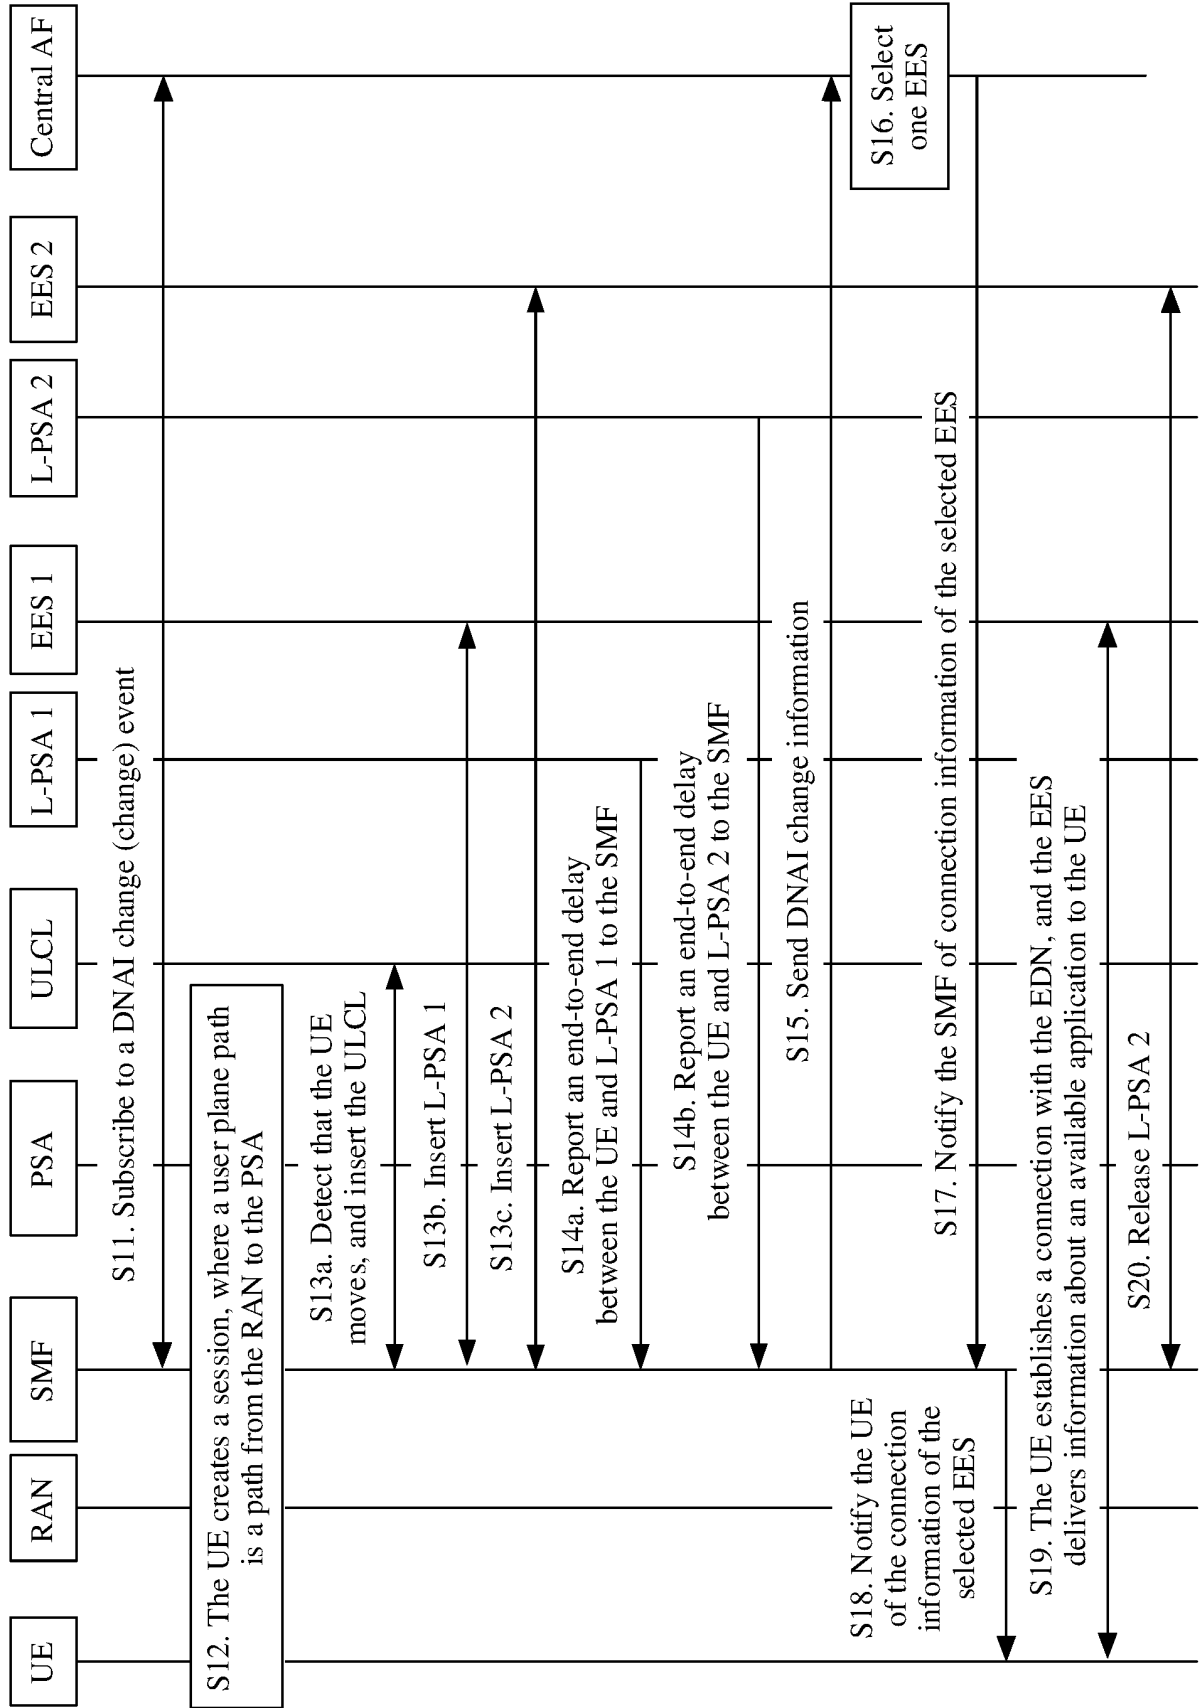 UE
RAN
SMF
PSA
ULCL
L-PSA 1
EES 1
L-PSA 2
EES 2
Central AF
S11. Subscribe to a DNAI change (change) event
S12. The UE creates a session, where a user plane path
is a path from the RAN to the PSA
S13a. Detect that the UE
moves, and insert the ULCL
S13b. Insert L-PSA 1
S13c. Insert L-PSA 2
S14a. Report an end-to-end delay
between the UE and L-PSA 1 to the SMF
S14b. Report an end-to-end delay
between the UE and L-PSA 2 to the SMF
S15. Send DNAI change information
S16. Select
one EES
S17. Notify the SMF of connection information of the selected EES
S18. Notify the UE
of the connection
information of the
selected EES
S19. The UE establishes a connection with the EDN, and the EES
delivers information about an available application to the UE
S20. Release L-PSA 2